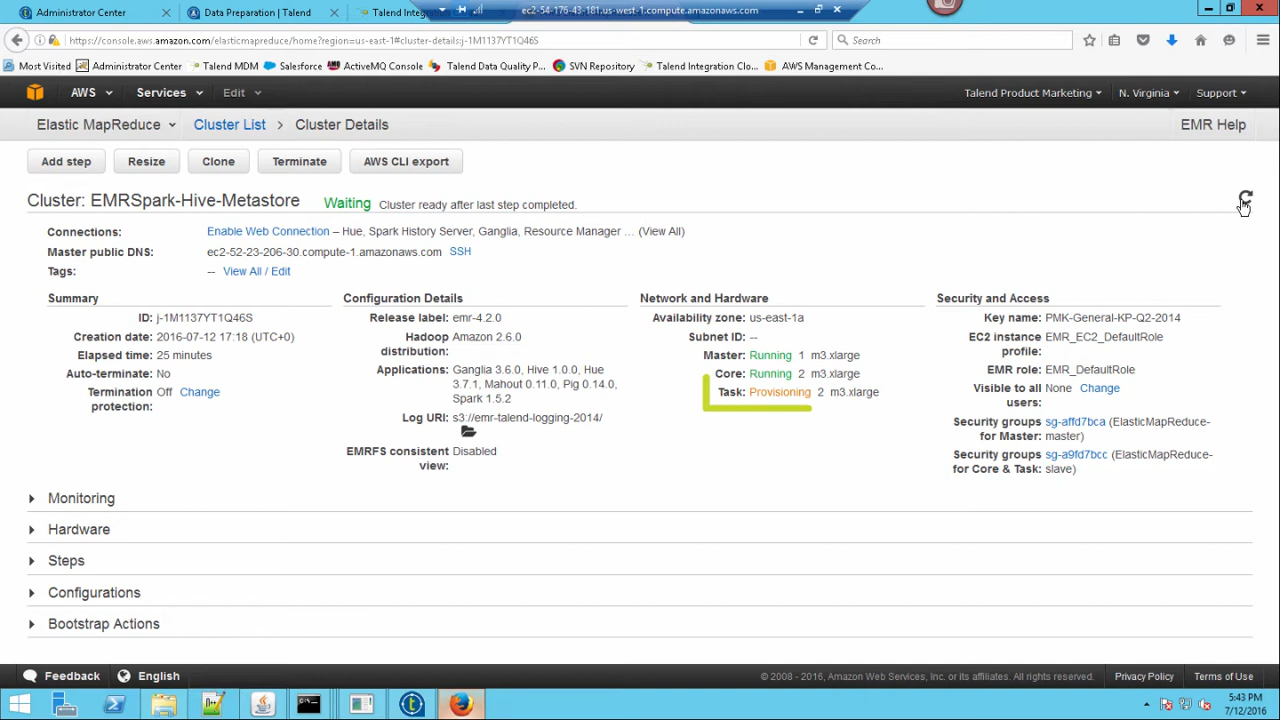 Administrator Center
Data Preparation | Talend
Talend Integ
ec2-54-176-43-181.us-west-1.compute.amazonaws.com
https://console.aws.amazon.com/elasticmapreduce/home?region=us-east-1#cluster-details:j-1M1137YT1Q46S
Search
Most Visited
Administrator Center
Talend MDM
Salesforce
ActiveMQ Console
Talend Data Quality P...
SVN Repository
Talend Integration Clo...
AWS Management Co...
AWS
Services
Edit
Talend Product Marketing
N. Virginia
Support
Elastic MapReduce
Cluster List > Cluster Details
EMR Help
Add step
Resize
Clone
Terminate
AWS CLI export
Cluster: EMRSpark-Hive-Metastore Waiting Cluster ready after last step completed.
Connections: Enable Web Connection – Hue, Spark History Server, Ganglia, Resource Manager ... (View All)
Master public DNS: ec2-52-23-206-30.compute-1.amazonaws.com SSH
Tags: -- View All / Edit
Summary
ID: j-1M1137YT1Q46S
Creation date: 2016-07-12 17:18 (UTC+0)
Elapsed time: 25 minutes
Auto-terminate: No
Termination Off Change
protection:
Configuration Details
Release label: emr-4.2.0
Hadoop Amazon 2.6.0
distribution:
Applications: Ganglia 3.6.0, Hive 1.0.0, Hue
3.7.1, Mahout 0.11.0, Pig 0.14.0,
Spark 1.5.2
Log URI: s3://emr-talend-logging-2014/
EMRFS consistent Disabled
view:
Network and Hardware
Availability zone: us-east-1a
Subnet ID: --
Master: Running 1 m3.xlarge
Core: Running 2 m3.xlarge
Task: Provisioning 2 m3.xlarge
Security and Access
Key name: PMK-General-KP-Q2-2014
EC2 instance EMR_EC2_DefaultRole
profile:
EMR role: EMR_DefaultRole
Visible to all None Change
users:
Security groups sg-affd7bca (ElasticMapReduce-
for Master: master)
Security groups sg-a9fd7bcc (ElasticMapReduce-
for Core & Task: slave)
Monitoring
Hardware
Steps
Configurations
Bootstrap Actions
Feedback
English
© 2008 - 2016, Amazon Web Services, Inc. or its affiliates. All rights reserved.
Privacy Policy
Terms of Use
5:43 PM
7/12/2016